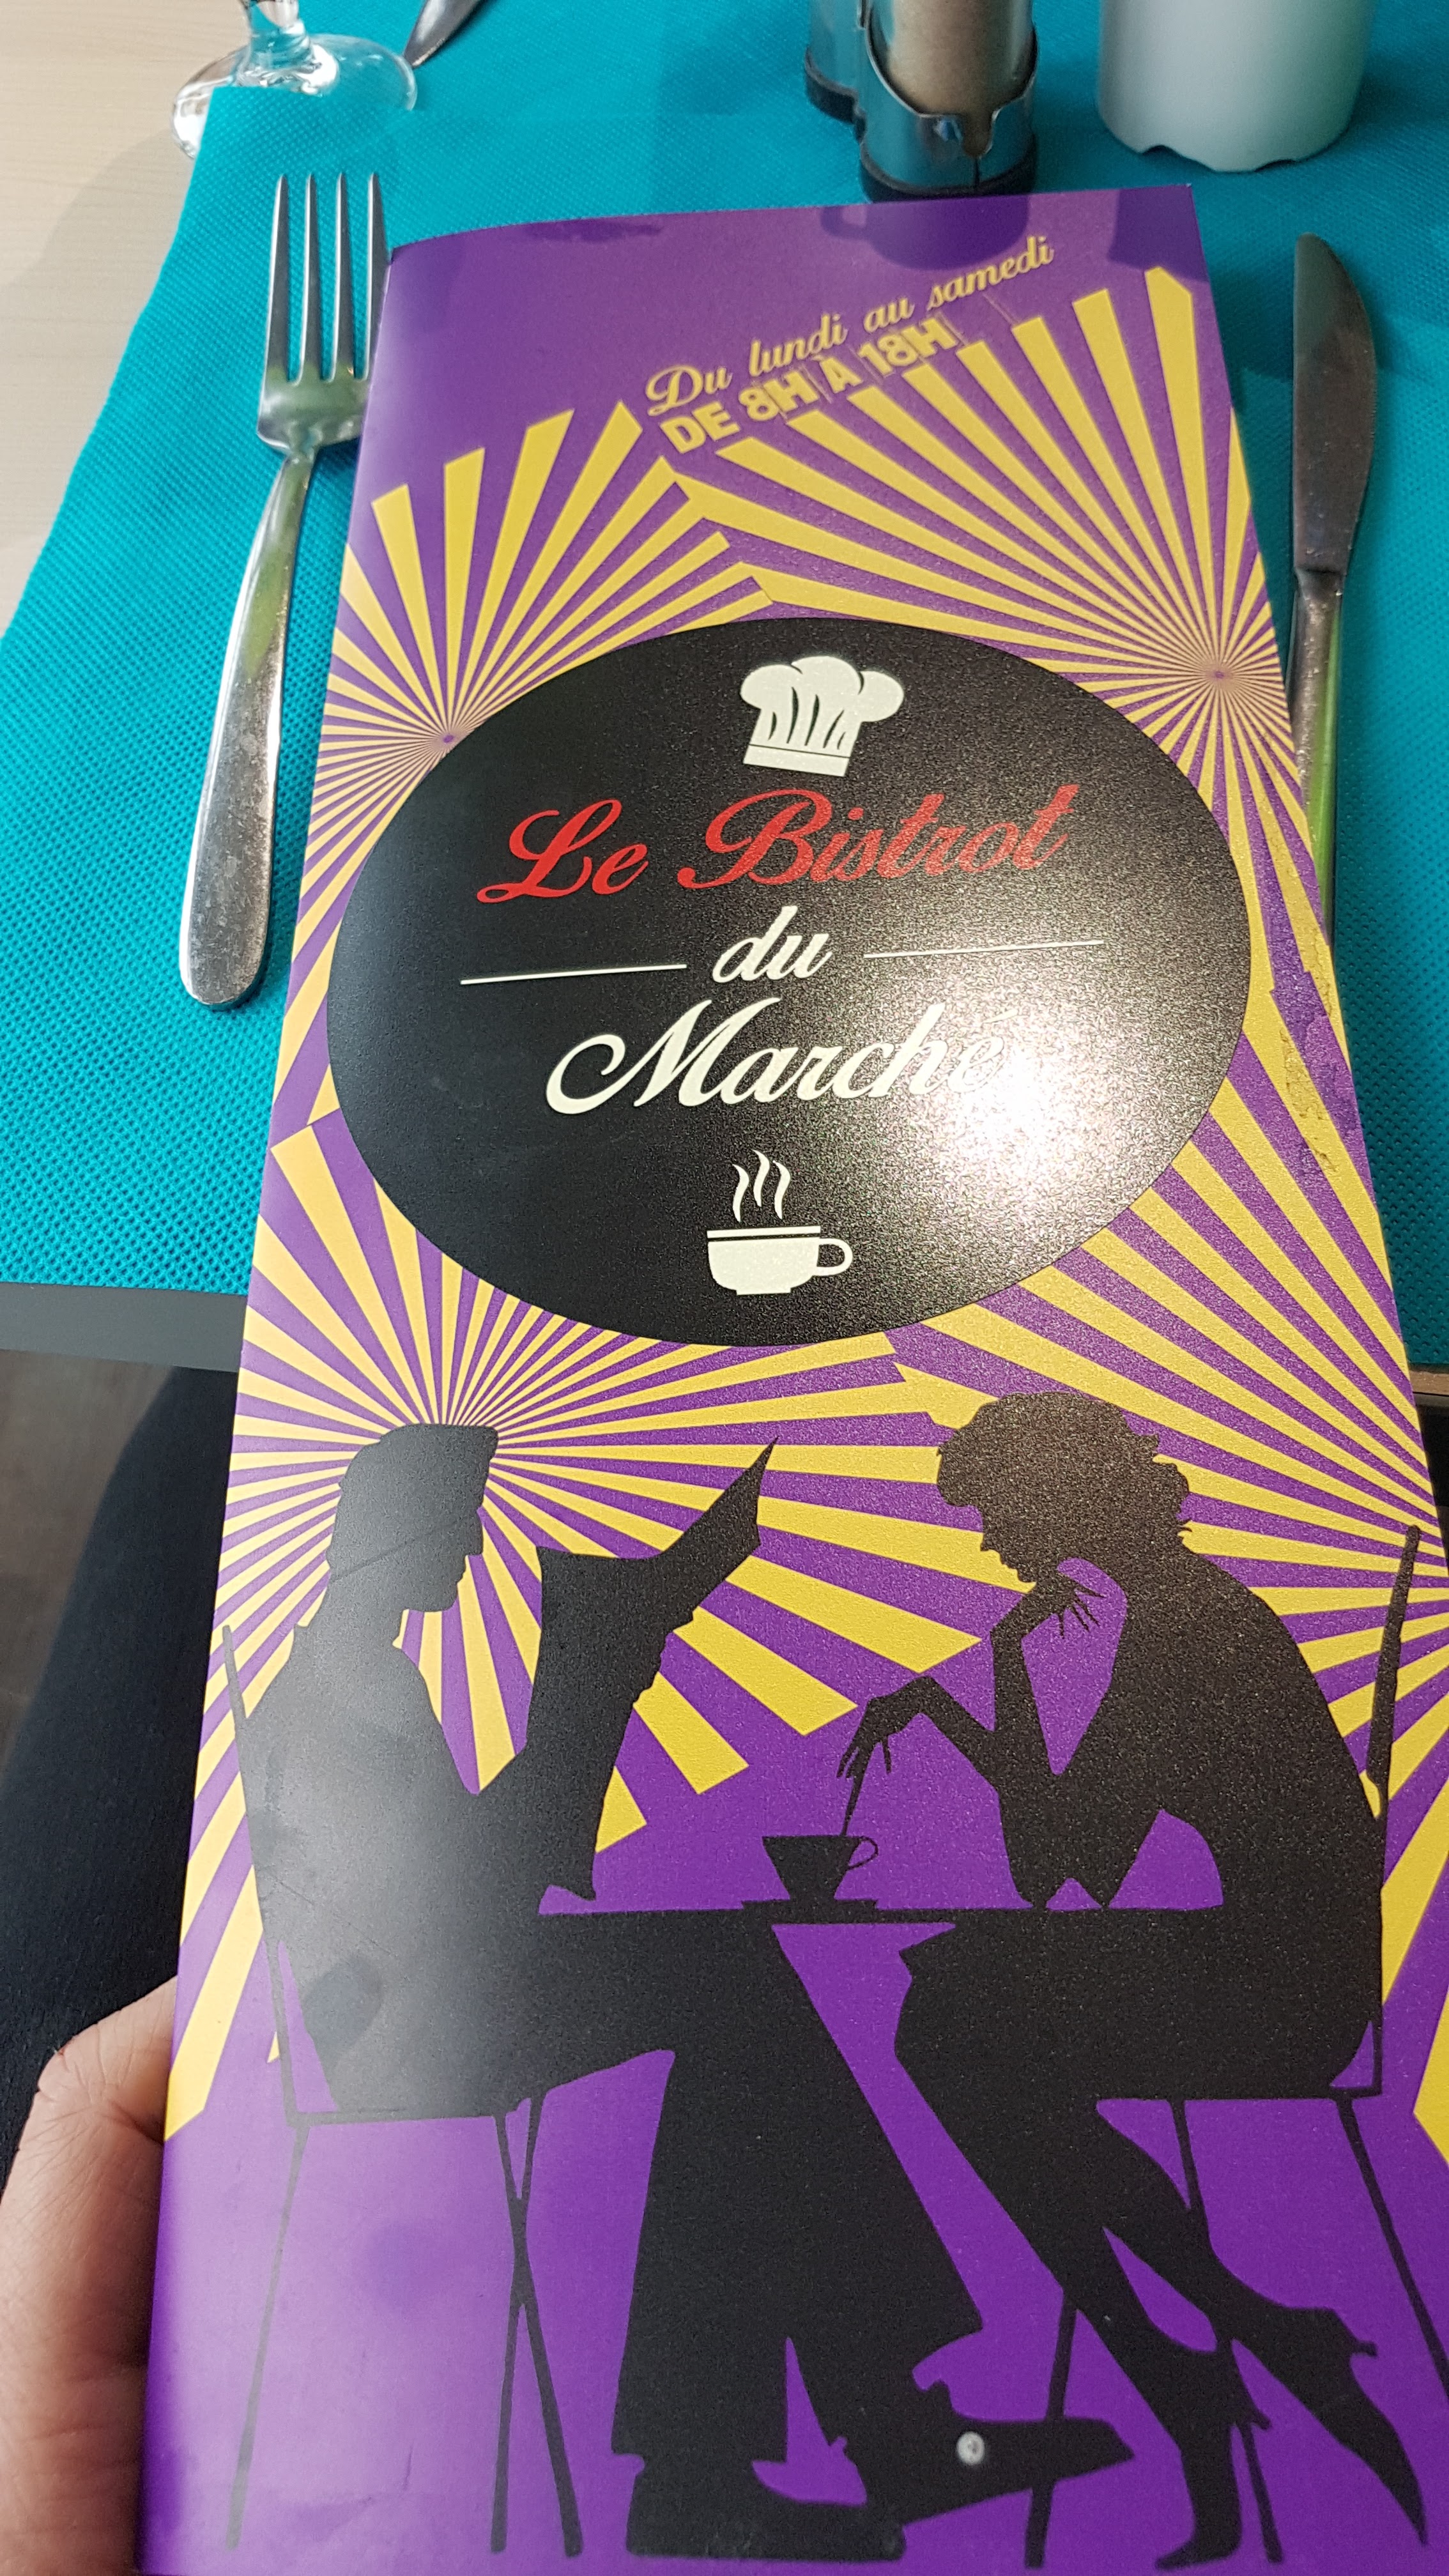 Du lundi au samedi
DE 8H À 18H
Le Bistrot
du
Marché